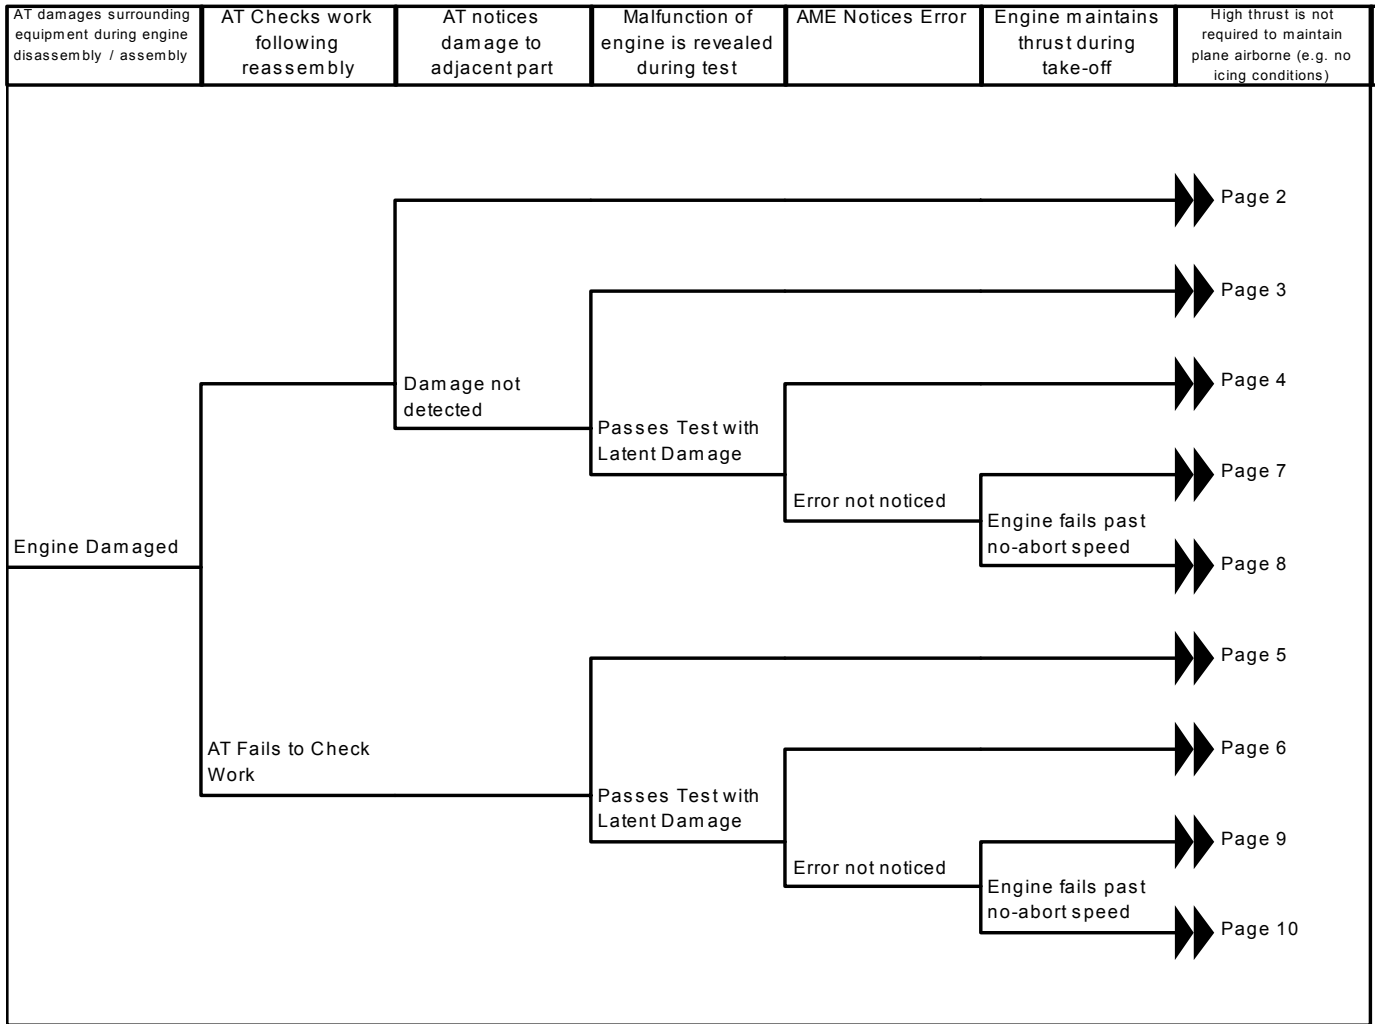 AT damages surrounding
equipment during engine
disassembly / assembly
AT Checks work
following
reassembly
AT notices
damage to
adjacent part
Malfunction of
engine is revealed
during test
AME Notices Error
Engine maintains
thrust during
take-off
High thrust is not
required to maintain
plane airborne (e.g. no
icing conditions)
Page 2
Page 3
Page 4
Damage not
detected
Passes Test with
Latent Damage
Page 7
Error not noticed
Engine fails past
no-abort speed
Engine Damaged
Page 8
Page 5
AT Fails to Check
Work
Page 6
Passes Test with
Latent Damage
Page 9
Error not noticed
Engine fails past
no-abort speed
Page 10